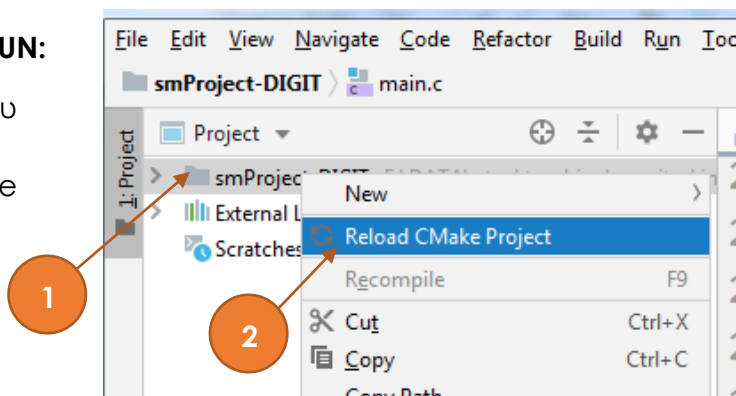 UN:
File Edit View Navigate Code Refactor Build Run
smProject-DIGIT main.c
1: Project
Project
smProjec
New
External L
Reload CMake Project
Scratches
Recompile F9
1
2
Cut Ctrl+X
Copy Ctrl+C